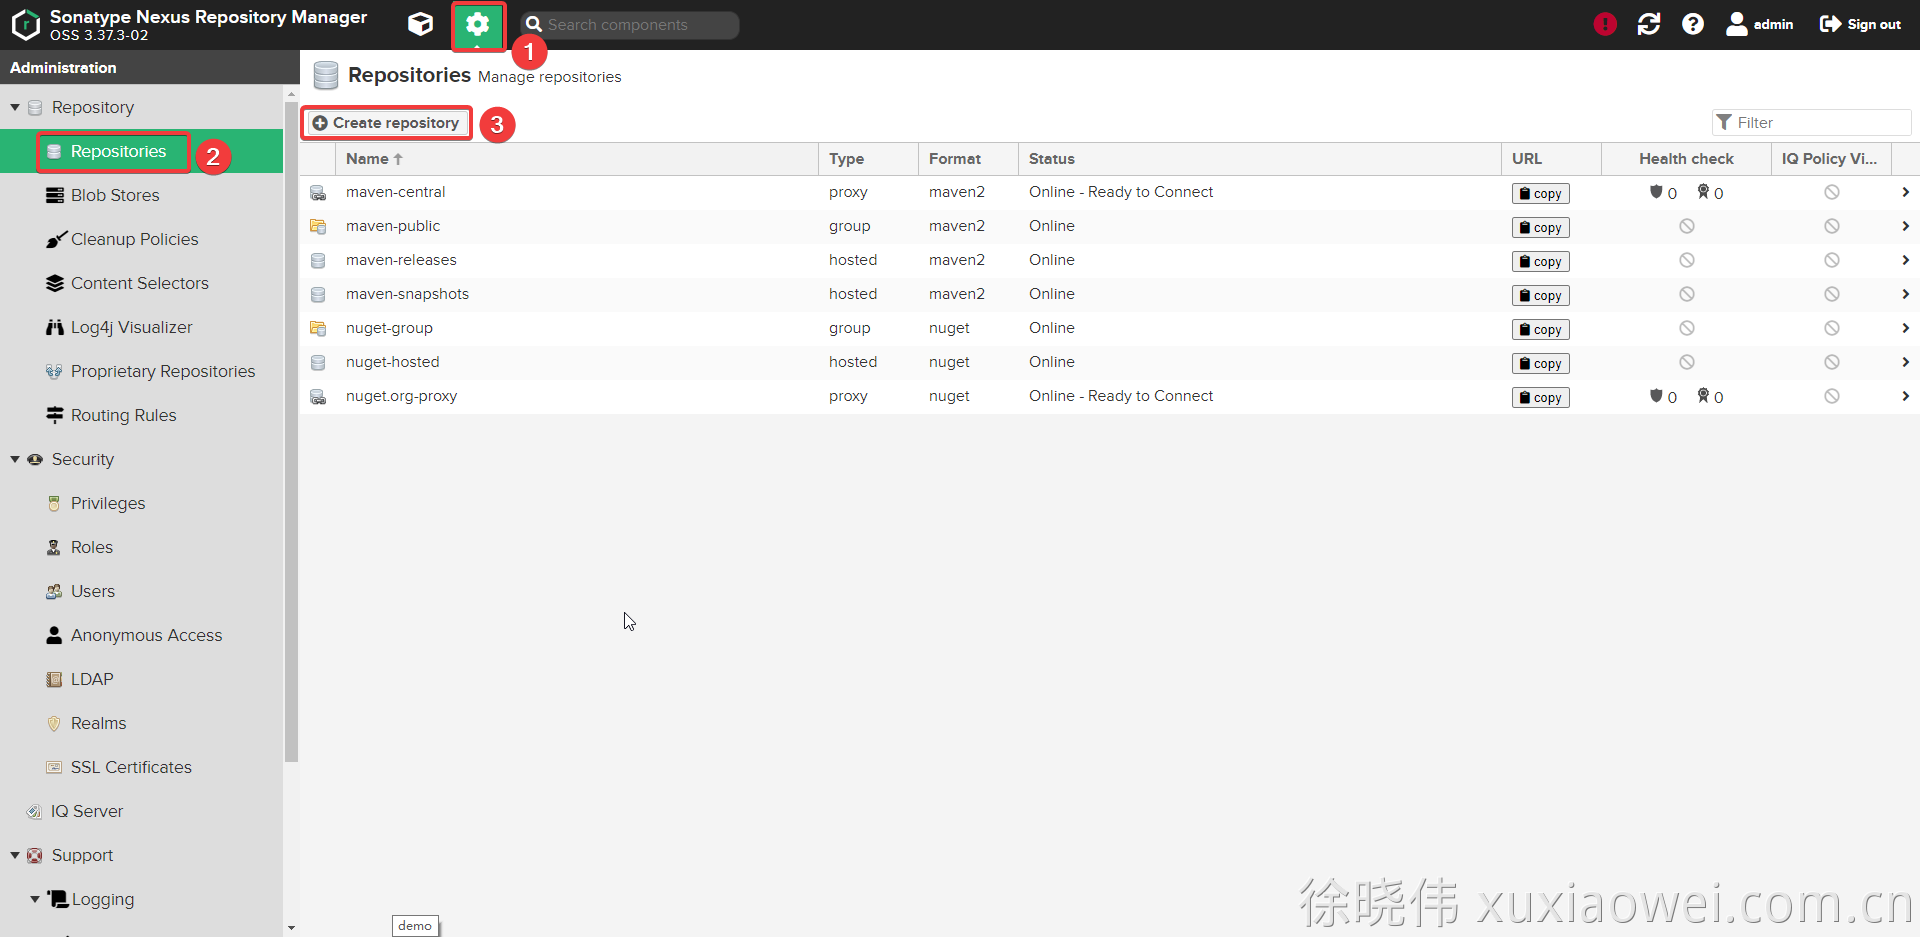 Sonatype Nexus Repository Manager
OSS 3.37.3-02
Search components
admin
Sign out
1
Administration
Repository
Repositories
2
Blob Stores
Cleanup Policies
Content Selectors
Log4j Visualizer
Proprietary Repositories
Routing Rules
Security
Privileges
Roles
Users
Anonymous Access
LDAP
Realms
SSL Certificates
IQ Server
Support
Logging
Repositories Manage repositories
Create repository
3
Filter
Name Type Format Status URL Health check IQ Policy Vi...
maven-central proxy maven2 Online - Ready to Connect copy 0 0
maven-public group maven2 Online copy
maven-releases hosted maven2 Online copy
maven-snapshots hosted maven2 Online copy
nuget-group group nuget Online copy
nuget-hosted hosted nuget Online copy
nuget.org-proxy proxy nuget Online - Ready to Connect copy 0 0
demo
徐晓伟 xuxiaowei.com.cn